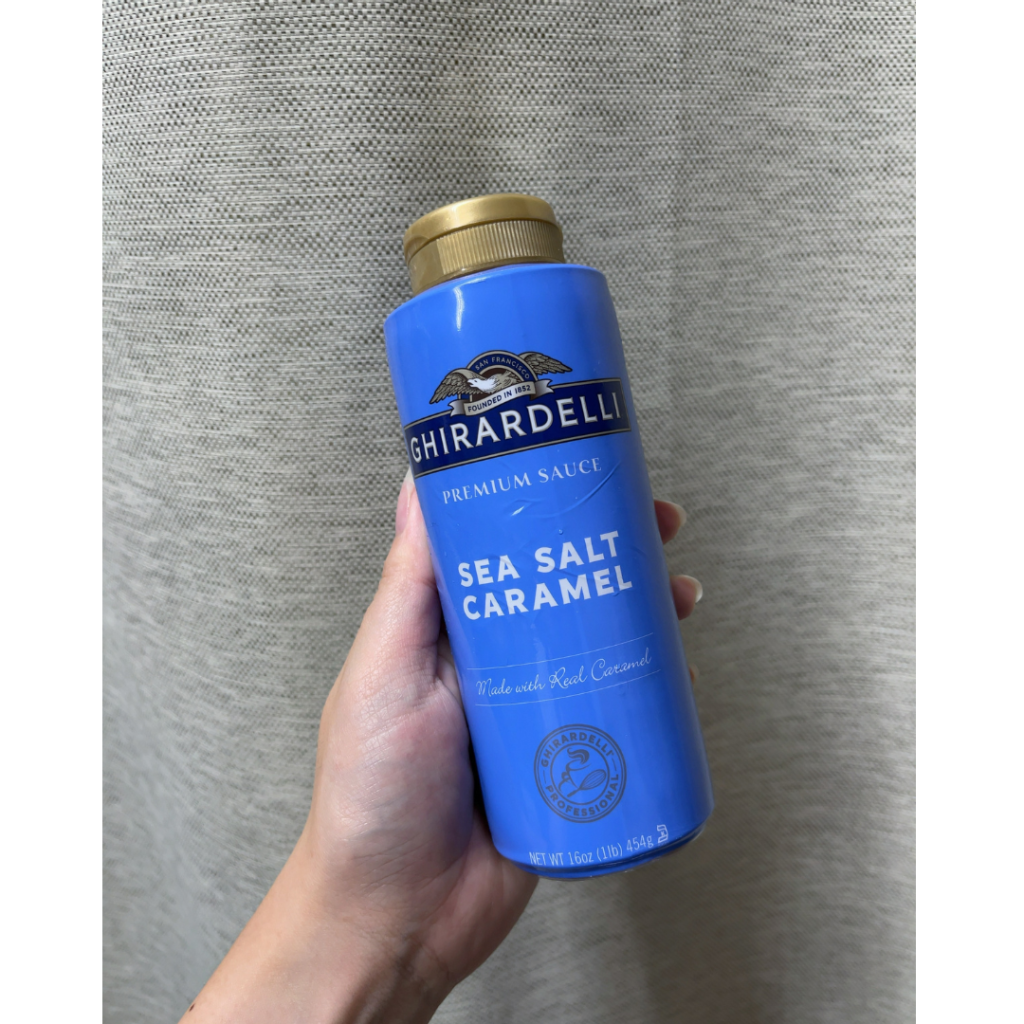 SAN FRANCISCO
FOUNDED IN 1852
GHIRARDELLI
PREMIUM SAUCE
SEA SALT
CARAMEL
Made with Real Caramel
GHIRARDELLI
PROFESSIONAL
NET WT 16oz (1lb) 454g